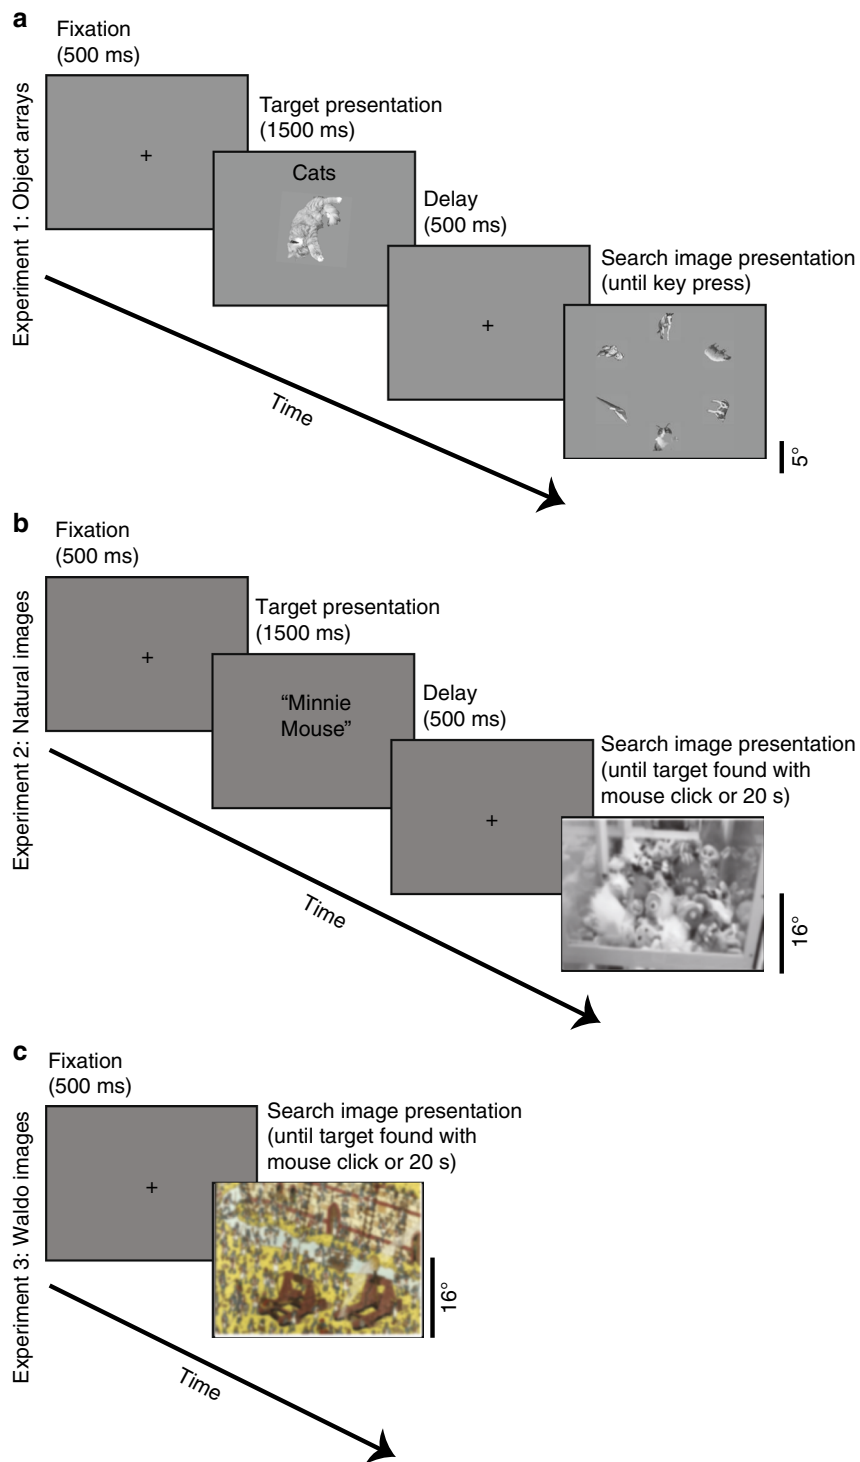 a
Fixation
(500 ms)
Experiment 1: Object arrays
+
Target presentation
(1500 ms)
Cats
Delay
(500 ms)
+
Search image presentation
(until key press)
Time
5°
b
Fixation
(500 ms)
Experiment 2: Natural images
+
Target presentation
(1500 ms)
“Minnie
Mouse”
Delay
(500 ms)
+
Search image presentation
(until target found with
mouse click or 20 s)
Time
16°
c
Fixation
(500 ms)
Experiment 3: Waldo images
+
Search image presentation
(until target found with
mouse click or 20 s)
16°
Time